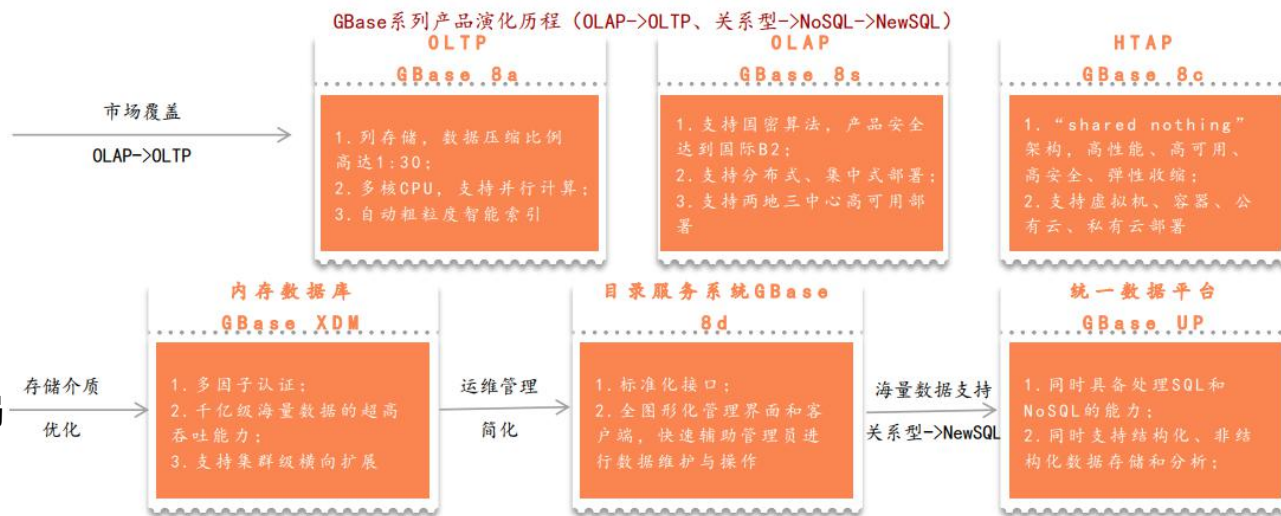 GBase系列产品演化历程（OLAP->OLTP、关系型->NoSQL->NewSQL）
市场覆盖
OLAP->OLTP
OLTP
GBase 8a
1.列存储，数据压缩比例
高达1:30；
2.多核CPU，支持并行计算；
3.自动粗粒度智能索引
OLAP
GBase 8s
1.支持国密算法，产品安全
达到国际B2；
2.支持分布式、集中式部署；
3.支持两地三中心高可用部
署
HTAP
GBase 8c
1.“shared nothing”
架构，高性能、高可用、
高安全、弹性收缩；
2.支持虚拟机、容器、公
有云、私有云部署
存储介质
优化
内存数据库
GBase XDM
1.多因子认证；
2.千亿级海量数据的超高
吞吐能力；
3.支持集群级横向扩展
运维管理
简化
目录服务系统GBase
8d
1.标准化接口；
2.全图形化管理界面和客
户端，快速辅助管理员进
行数据维护与操作
海量数据支持
关系型->NewSQL
统一数据平台
GBase UP
1.同时具备处理SQL和
NoSQL的能力；
2.同时支持结构化、非结
构化数据存储和分析；